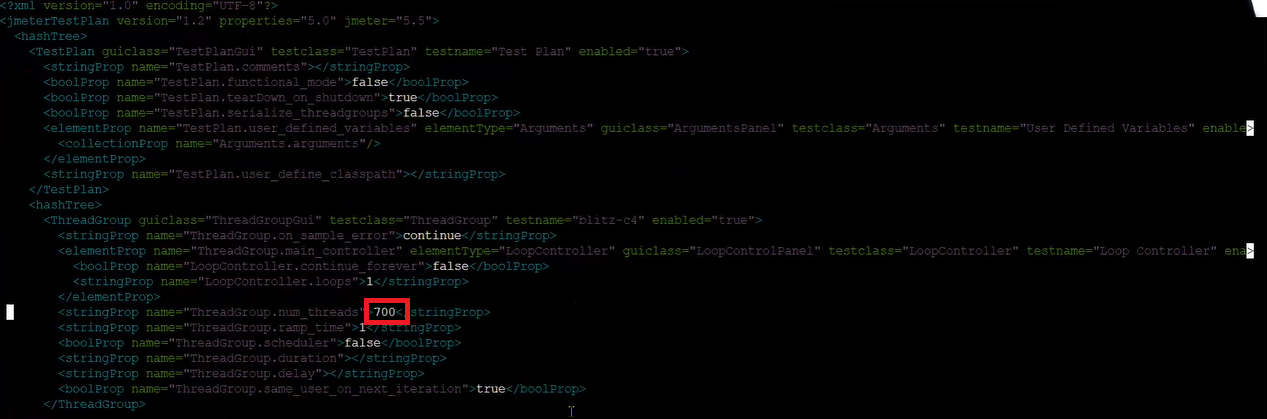 <?xml version="1.0" encoding="UTF-8"?>
<jmeterTestPlan version="1.2" properties="5.0" jmeter="5.5">
<hashTree>
<TestPlan guiclass="TestPlanGui" testclass="TestPlan" testname="Test Plan" enabled="true">
<stringProp name="TestPlan.comments"></stringProp>
<boolProp name="TestPlan.functional_mode">false</boolProp>
<boolProp name="TestPlan.tearDown_on_shutdown">true</boolProp>
<boolProp name="TestPlan.serialize_threadgroups">false</boolProp>
<elementProp name="TestPlan.user_defined_variables" elementType="Arguments" guiclass="ArgumentsPanel" testclass="Arguments" testname="User Defined Variables" enable>
<collectionProp name="Arguments.arguments"/>
</elementProp>
<stringProp name="TestPlan.user_define_classpath"></stringProp>
</TestPlan>
<hashTree>
<ThreadGroup guiclass="ThreadGroupGui" testclass="ThreadGroup" testname="blitz-c4" enabled="true">
<stringProp name="ThreadGroup.on_sample_error">continue</stringProp>
<elementProp name="ThreadGroup.main_controller" elementType="LoopController" guiclass="LoopControlPanel" testclass="LoopController" testname="Loop Controller" ena>
<boolProp name="LoopController.continue_forever">false</boolProp>
<stringProp name="LoopController.loops">1</stringProp>
</elementProp>
<stringProp name="ThreadGroup.num_threads">700</stringProp>
<stringProp name="ThreadGroup.ramp_time">1</stringProp>
<boolProp name="ThreadGroup.scheduler">false</boolProp>
<stringProp name="ThreadGroup.duration"></stringProp>
<stringProp name="ThreadGroup.delay"></stringProp>
<boolProp name="ThreadGroup.same_user_on_next_iteration">true</boolProp>
</ThreadGroup>